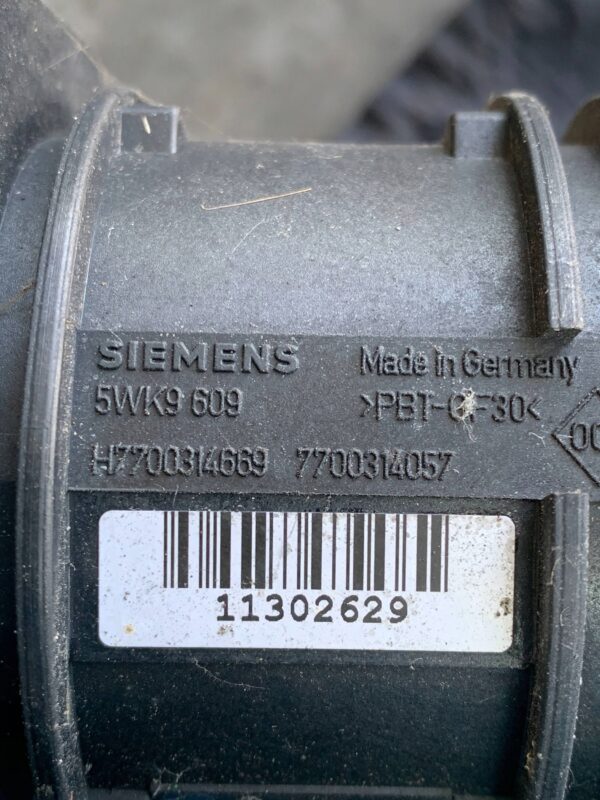 SIEMENS Made in Germany
5WK9 609 >PBT-GF30<
H7700314669 7700314057
11302629